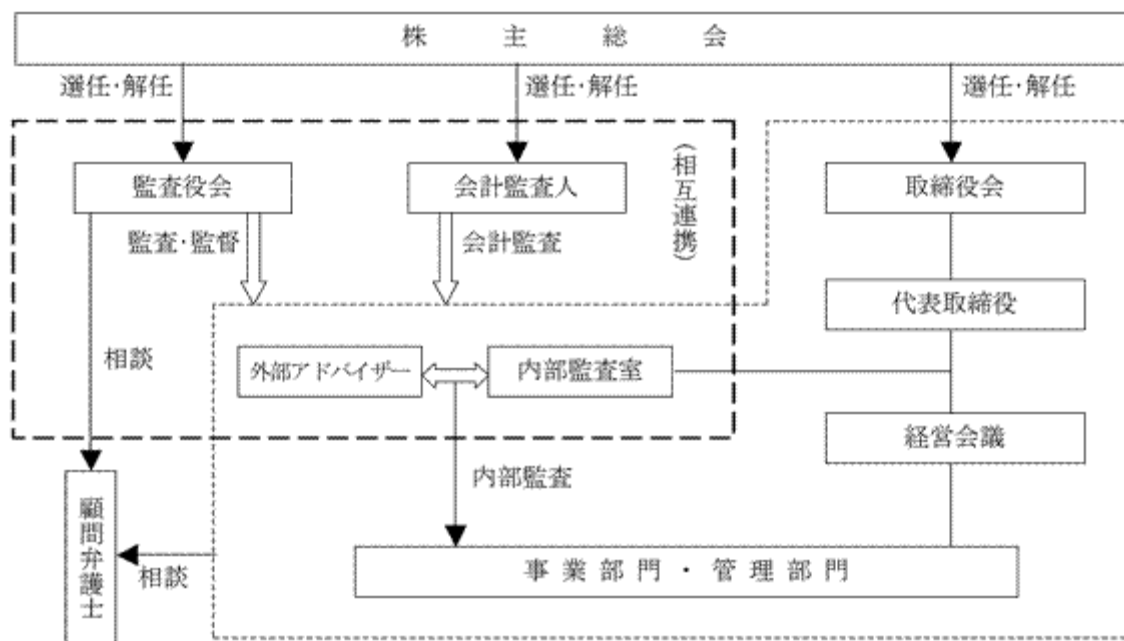 株主総会
選任・解任
選任・解任
選任・解任
監査役会
会計監査人
(相互連携)
取締役会
監査・監督
会計監査
代表取締役
相談
外部アドバイザー
内部監査室
経営会議
内部監査
顧問弁護士
相談
事業部門・管理部門